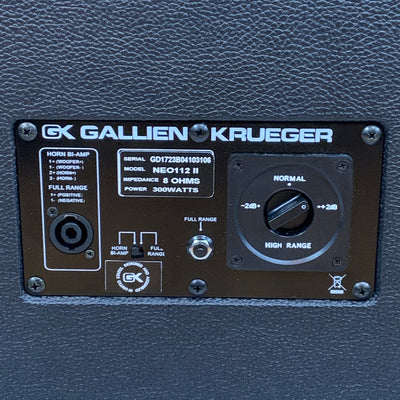 GK GALLIEN-KRUEGER
HORN BI-AMP
1+ (WOOFER+)
1- (WOOFER-)
2+ (HORN+)
2- (HORN-)
FULL RANGE
1+ (POSITIVE)
1- (NEGATIVE)
SERIAL GD1723B04103106
MODEL NEO112 II
IMPEDANCE 8 OHMS
POWER 300WATTS
HORN BI-AMP
FULL RANGE
GK
FULL RANGE
NORMAL
-2dB
+2dB
HIGH RANGE